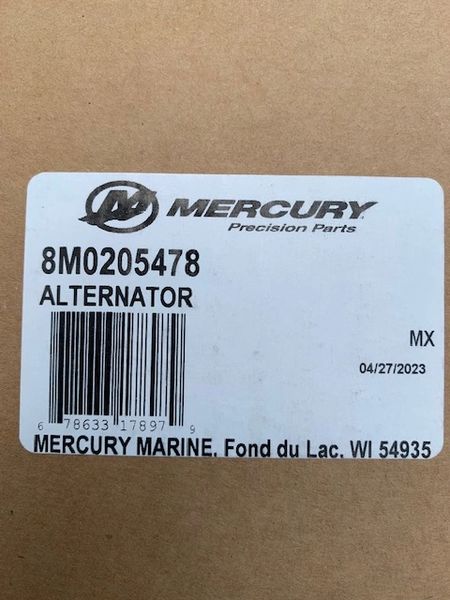 MERCURY
Precision Parts
8M0205478
ALTERNATOR
MX
04/27/2023
6 78633 17897 9
MERCURY MARINE, Fond du Lac, WI 54935